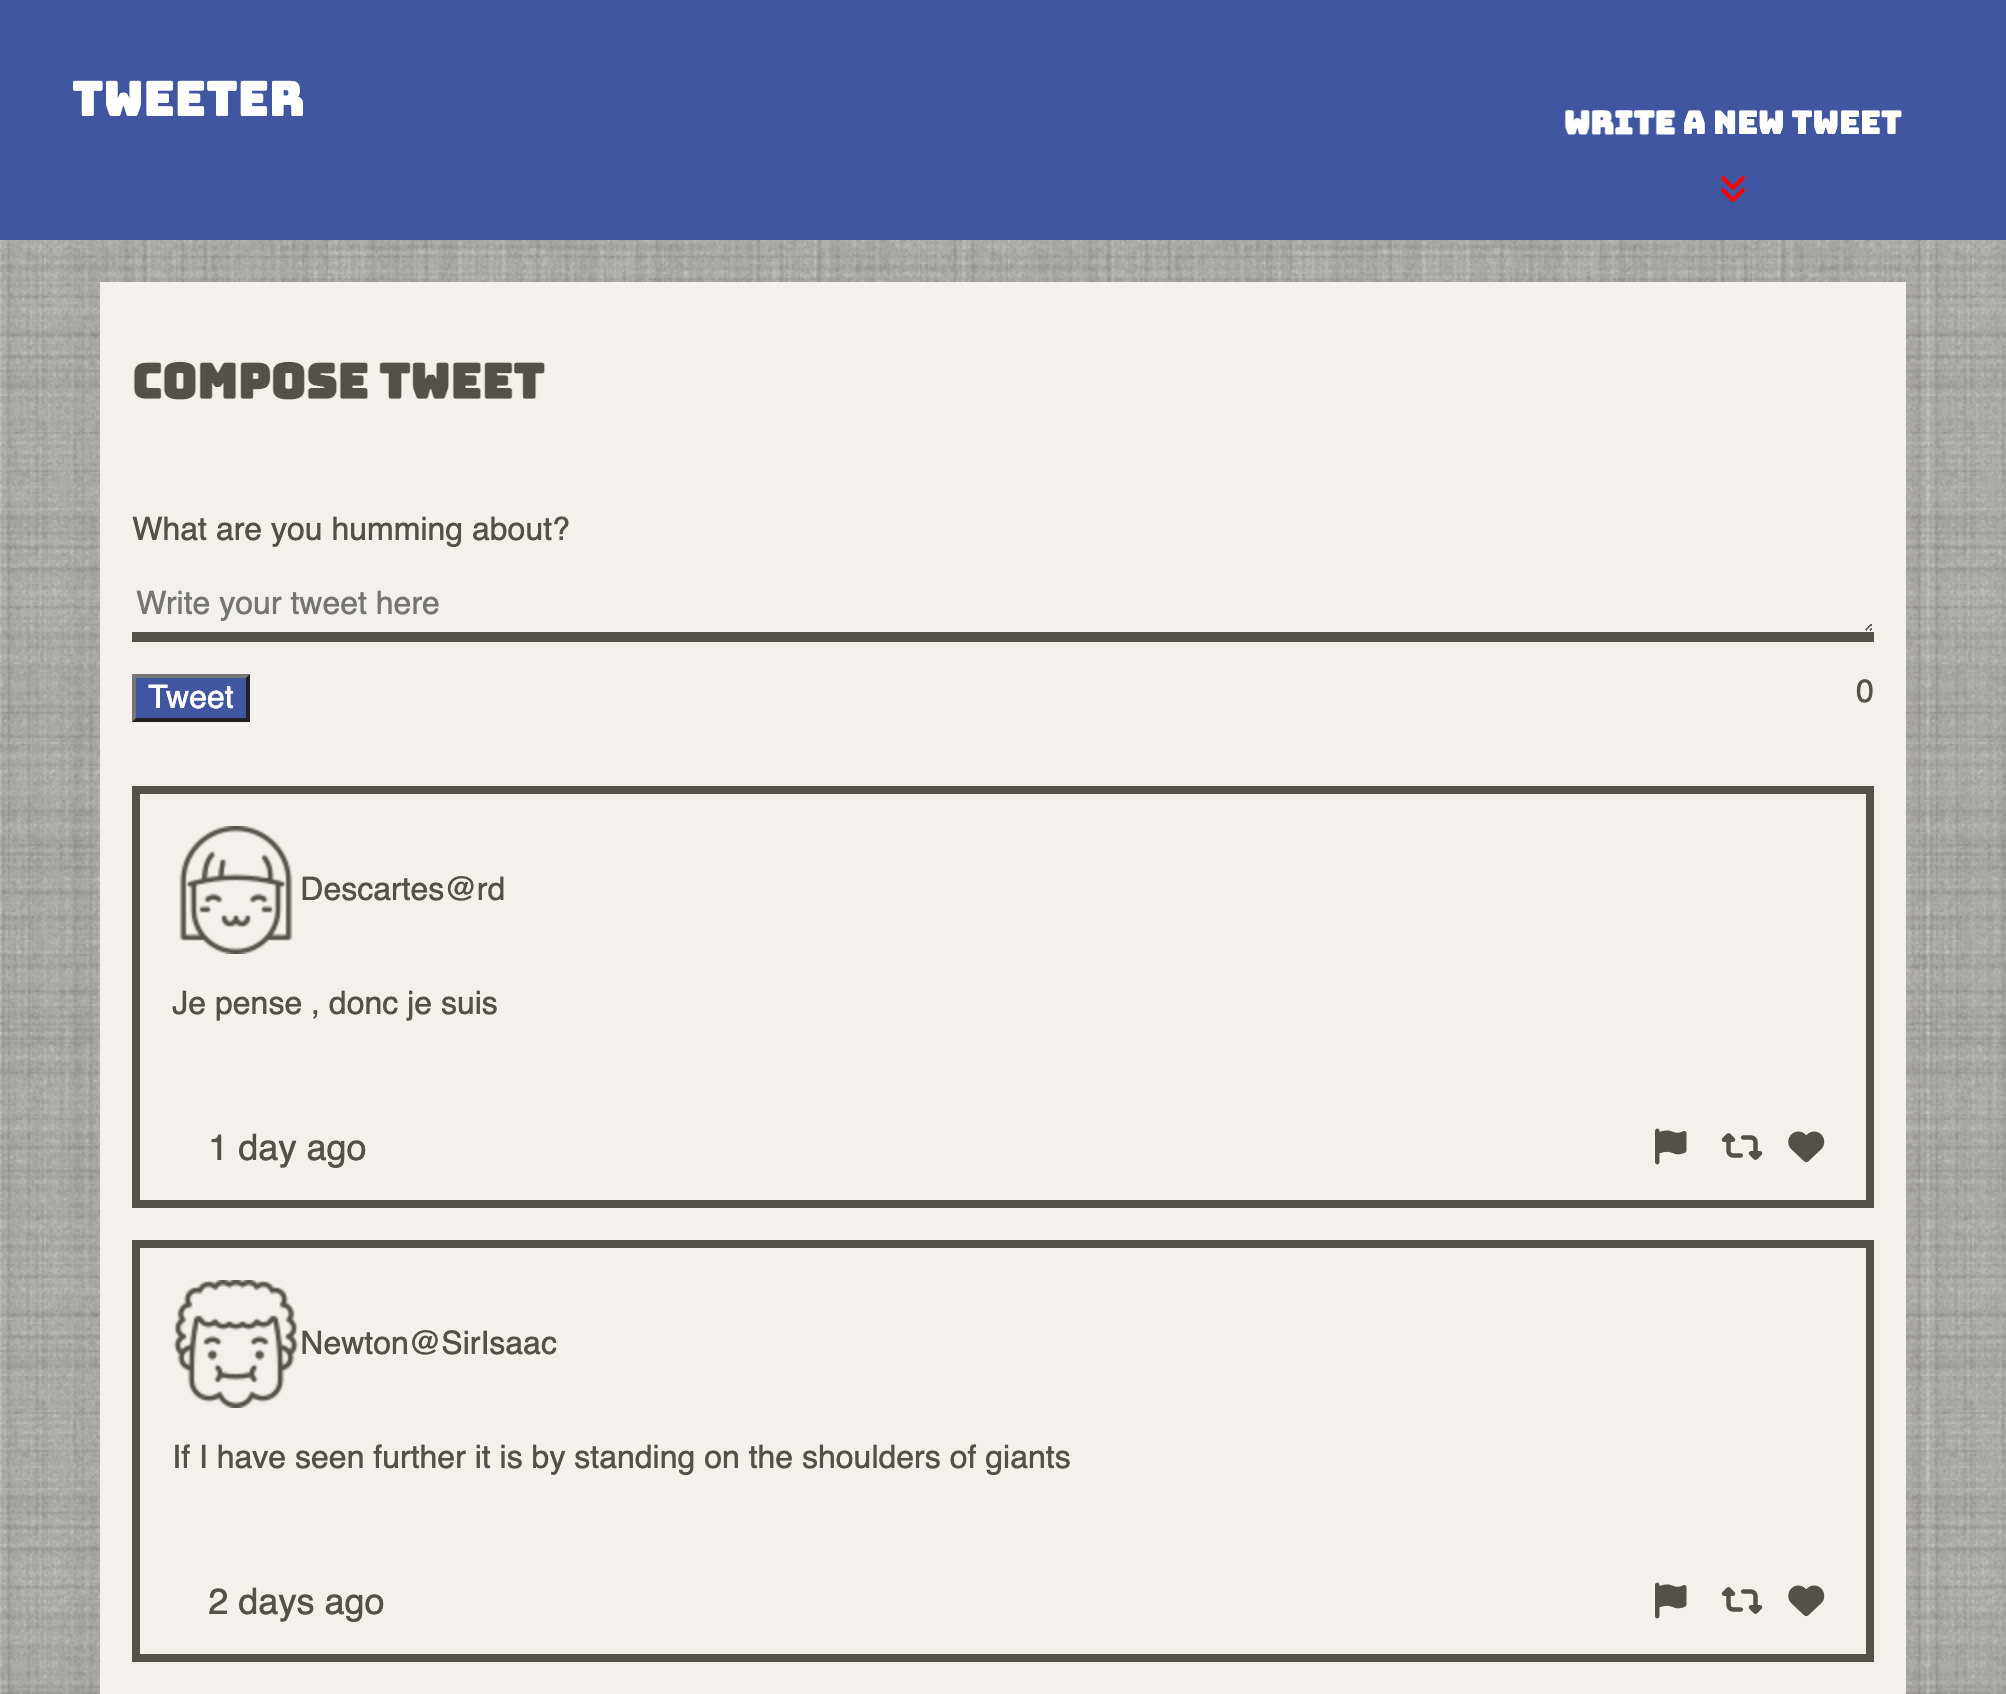 TWEETER
WRITE A NEW TWEET
COMPOSE TWEET
What are you humming about?
Write your tweet here
Tweet
0
Descartes@rd
Je pense , donc je suis
1 day ago
Newton@SirIsaac
If I have seen further it is by standing on the shoulders of giants
2 days ago